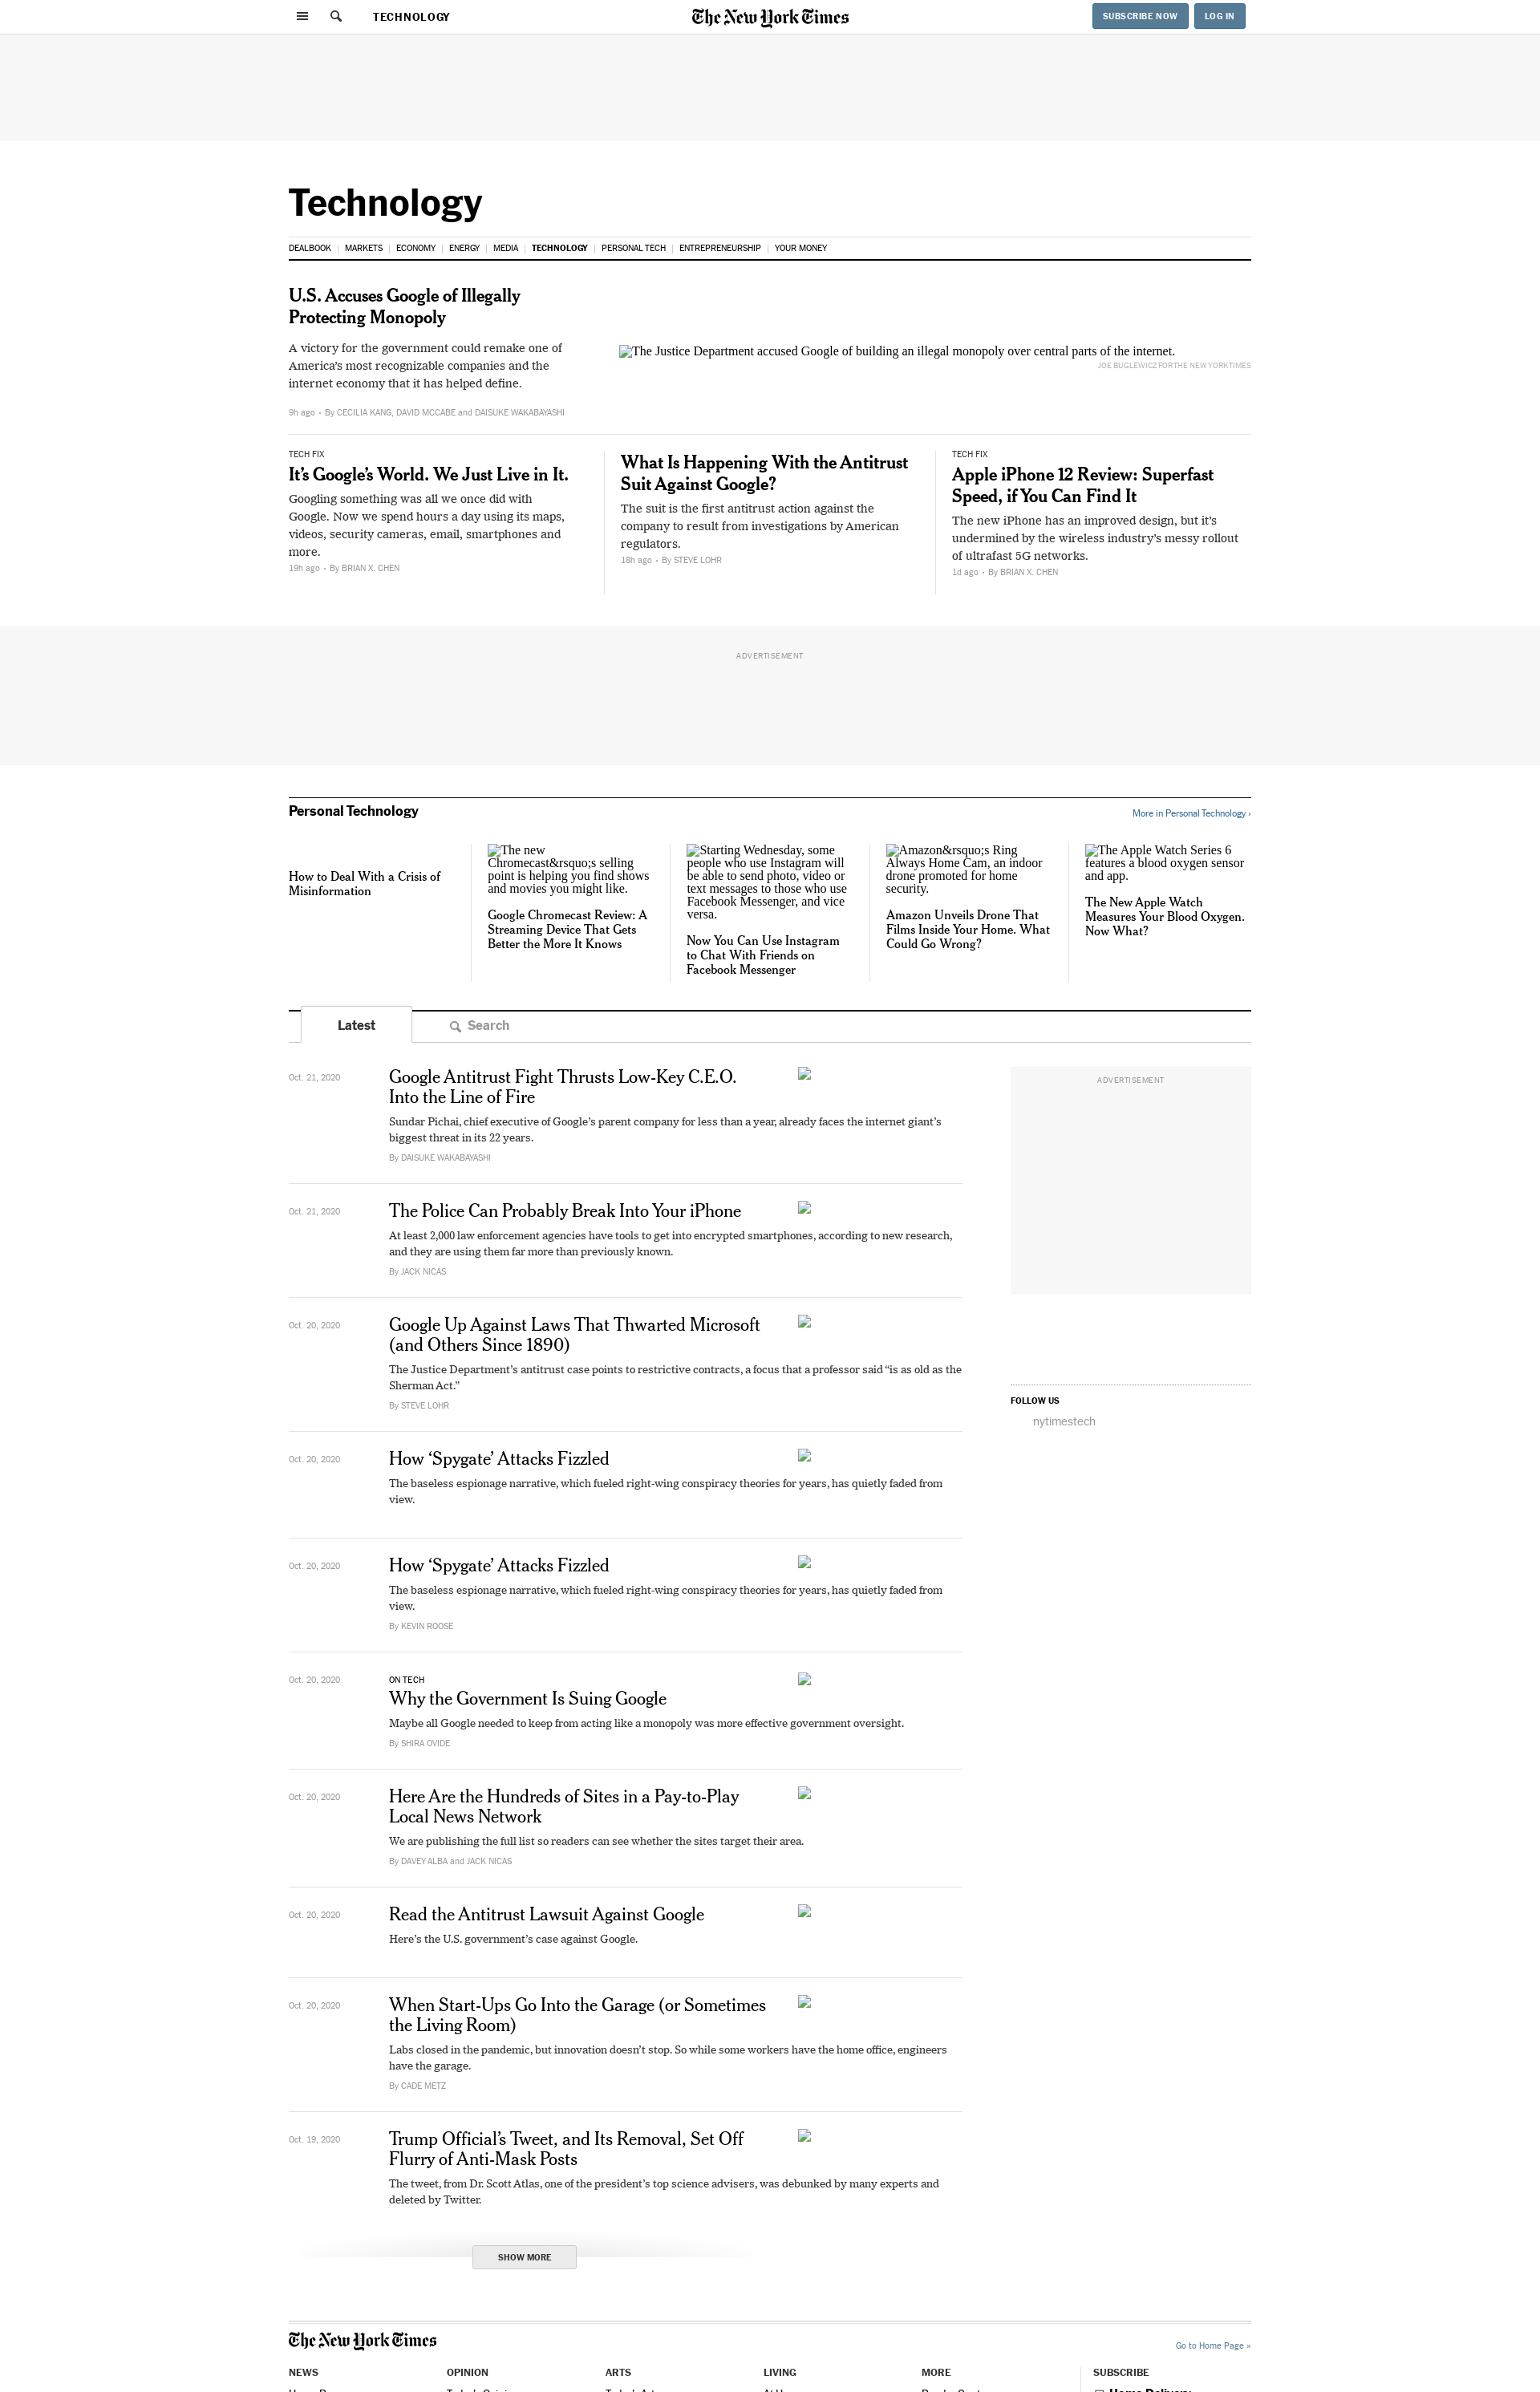 TECHNOLOGY
The New York Times
SUBSCRIBE NOW
LOG IN
Technology
DEALBOOK
MARKETS
ECONOMY
ENERGY
MEDIA
TECHNOLOGY
PERSONAL TECH
ENTREPRENEURSHIP
YOUR MONEY
U.S. Accuses Google of Illegally
Protecting Monopoly
A victory for the government could remake one of
America’s most recognizable companies and the
internet economy that it has helped define.
9h ago • By CECILIA KANG, DAVID MCCABE and DAISUKE WAKABAYASHI
The Justice Department accused Google of building an illegal monopoly over central parts of the internet.
JOE BUGLEWICZ FOR THE NEW YORK TIMES
TECH FIX
It’s Google’s World. We Just Live in It.
Googling something was all we once did with
Google. Now we spend hours a day using its maps,
videos, security cameras, email, smartphones and
more.
19h ago • By BRIAN X. CHEN
What Is Happening With the Antitrust
Suit Against Google?
The suit is the first antitrust action against the
company to result from investigations by American
regulators.
18h ago • By STEVE LOHR
TECH FIX
Apple iPhone 12 Review: Superfast
Speed, if You Can Find It
The new iPhone has an improved design, but it’s
undermined by the wireless industry’s messy rollout
of ultrafast 5G networks.
1d ago • By BRIAN X. CHEN
ADVERTISEMENT
Personal Technology
More in Personal Technology ›
How to Deal With a Crisis of
Misinformation
The new
Chromecast&rsquo;s selling
point is helping you find shows
and movies you might like.
Google Chromecast Review: A
Streaming Device That Gets
Better the More It Knows
Starting Wednesday, some
people who use Instagram will
be able to send photo, video or
text messages to those who use
Facebook Messenger, and vice
versa.
Now You Can Use Instagram
to Chat With Friends on
Facebook Messenger
Amazon&rsquo;s Ring
Always Home Cam, an indoor
drone promoted for home
security.
Amazon Unveils Drone That
Films Inside Your Home. What
Could Go Wrong?
The Apple Watch Series 6
features a blood oxygen sensor
and app.
The New Apple Watch
Measures Your Blood Oxygen.
Now What?
Latest
Search
Oct. 21, 2020
Google Antitrust Fight Thrusts Low-Key C.E.O.
Into the Line of Fire
Sundar Pichai, chief executive of Google’s parent company for less than a year, already faces the internet giant’s
biggest threat in its 22 years.
By DAISUKE WAKABAYASHI
ADVERTISEMENT
Oct. 21, 2020
The Police Can Probably Break Into Your iPhone
At least 2,000 law enforcement agencies have tools to get into encrypted smartphones, according to new research,
and they are using them far more than previously known.
By JACK NICAS
Oct. 20, 2020
Google Up Against Laws That Thwarted Microsoft
(and Others Since 1890)
The Justice Department’s antitrust case points to restrictive contracts, a focus that a professor said “is as old as the
Sherman Act.”
By STEVE LOHR
FOLLOW US
nytimestech
Oct. 20, 2020
How ‘Spygate’ Attacks Fizzled
The baseless espionage narrative, which fueled right-wing conspiracy theories for years, has quietly faded from
view.
Oct. 20, 2020
How ‘Spygate’ Attacks Fizzled
The baseless espionage narrative, which fueled right-wing conspiracy theories for years, has quietly faded from
view.
By KEVIN ROOSE
Oct. 20, 2020
ON TECH
Why the Government Is Suing Google
Maybe all Google needed to keep from acting like a monopoly was more effective government oversight.
By SHIRA OVIDE
Oct. 20, 2020
Here Are the Hundreds of Sites in a Pay-to-Play
Local News Network
We are publishing the full list so readers can see whether the sites target their area.
By DAVEY ALBA and JACK NICAS
Oct. 20, 2020
Read the Antitrust Lawsuit Against Google
Here’s the U.S. government’s case against Google.
Oct. 20, 2020
When Start-Ups Go Into the Garage (or Sometimes
the Living Room)
Labs closed in the pandemic, but innovation doesn’t stop. So while some workers have the home office, engineers
have the garage.
By CADE METZ
Oct. 19, 2020
Trump Official’s Tweet, and Its Removal, Set Off
Flurry of Anti-Mask Posts
The tweet, from Dr. Scott Atlas, one of the president’s top science advisers, was debunked by many experts and
deleted by Twitter.
SHOW MORE
The New York Times
Go to Home Page »
NEWS
OPINION
ARTS
LIVING
MORE
SUBSCRIBE